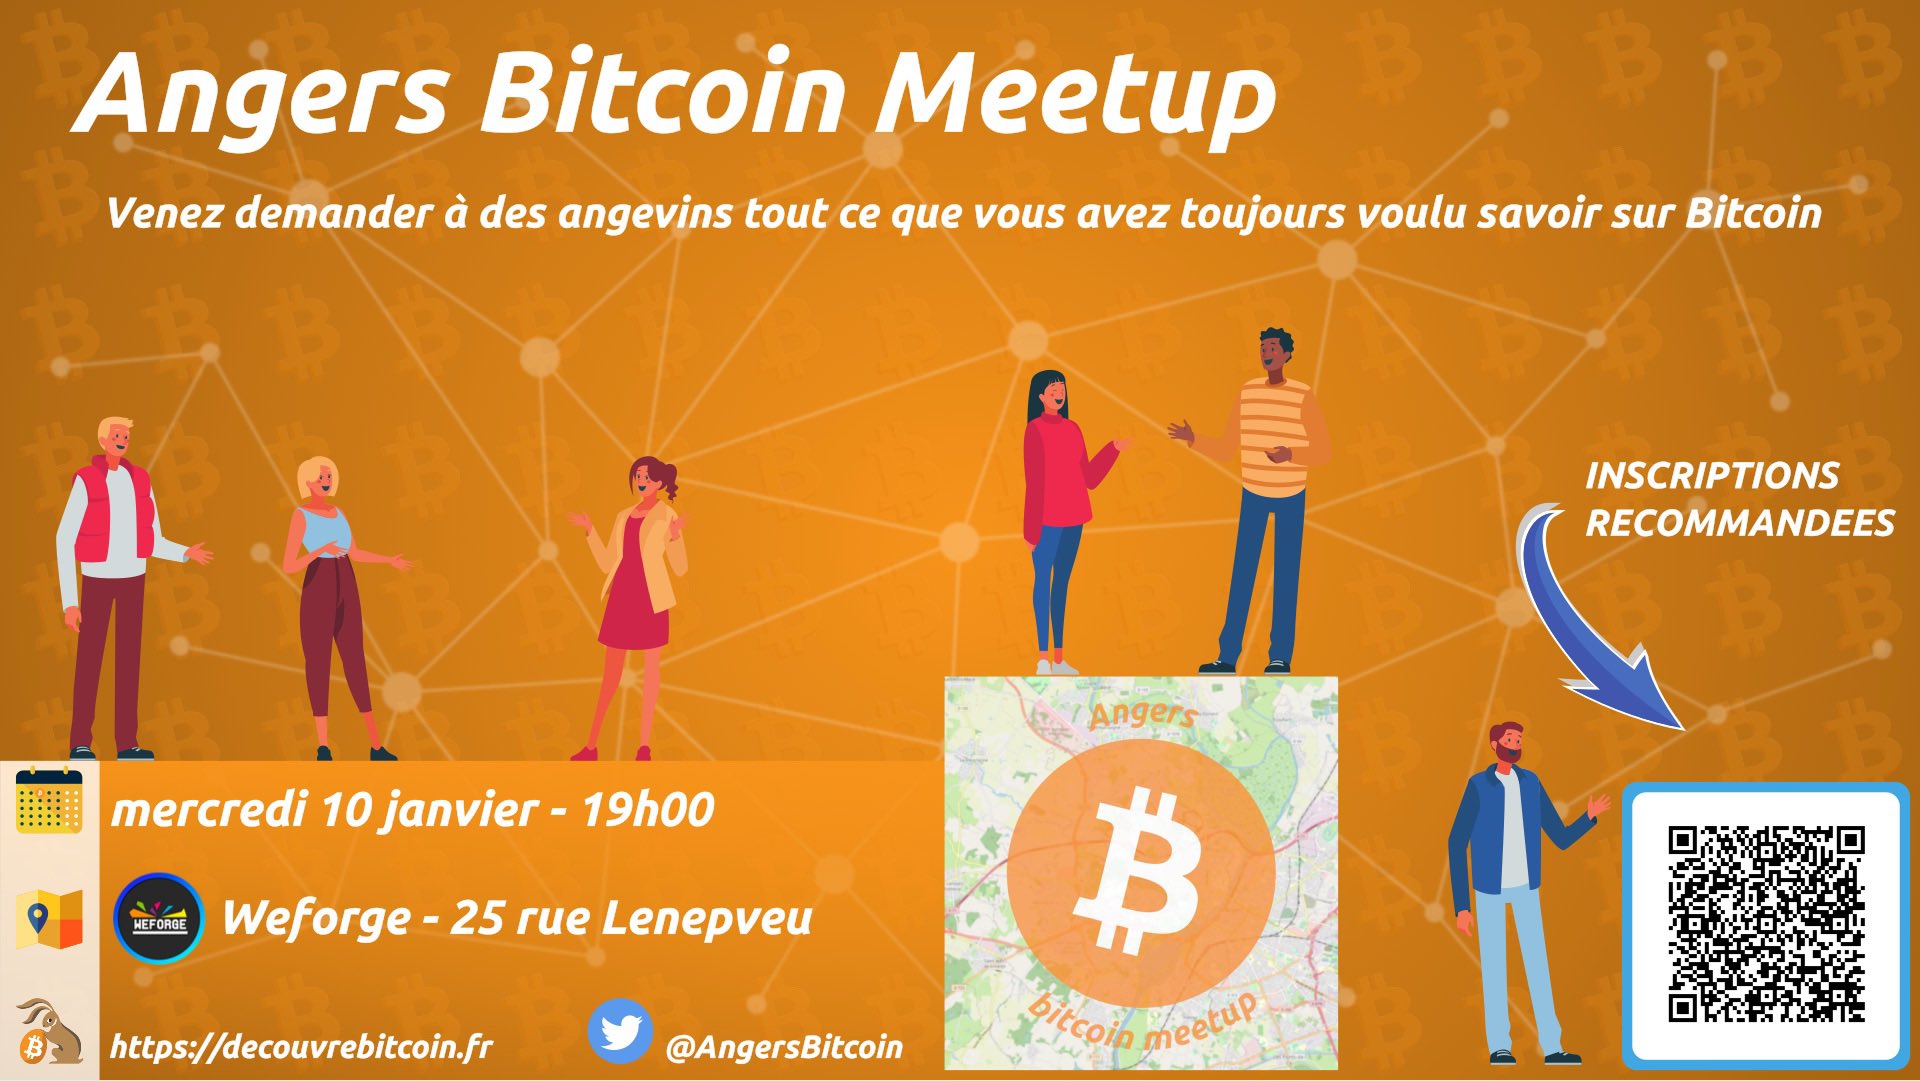 Angers Bitcoin Meetup
Venez demander à des angevins tout ce que vous avez toujours voulu savoir sur Bitcoin
INSCRIPTIONS
RECOMMANDEES
mercredi 10 janvier - 19h00
WEFORGE
Weforge - 25 rue Lenepveu
https://decouvrebitcoin.fr
@AngersBitcoin
Angers
bitcoin meetup